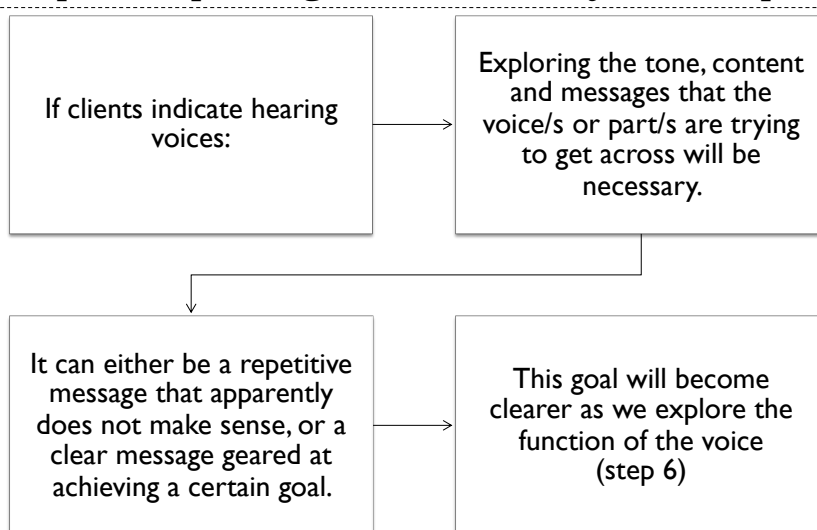 If clients indicate hearing
voices:
Exploring the tone, content
and messages that the
voice/s or part/s are trying
to get across will be
necessary.
It can either be a repetitive
message that apparently
does not make sense, or a
clear message geared at
achieving a certain goal.
This goal will become
clearer as we explore the
function of the voice
(step 6)